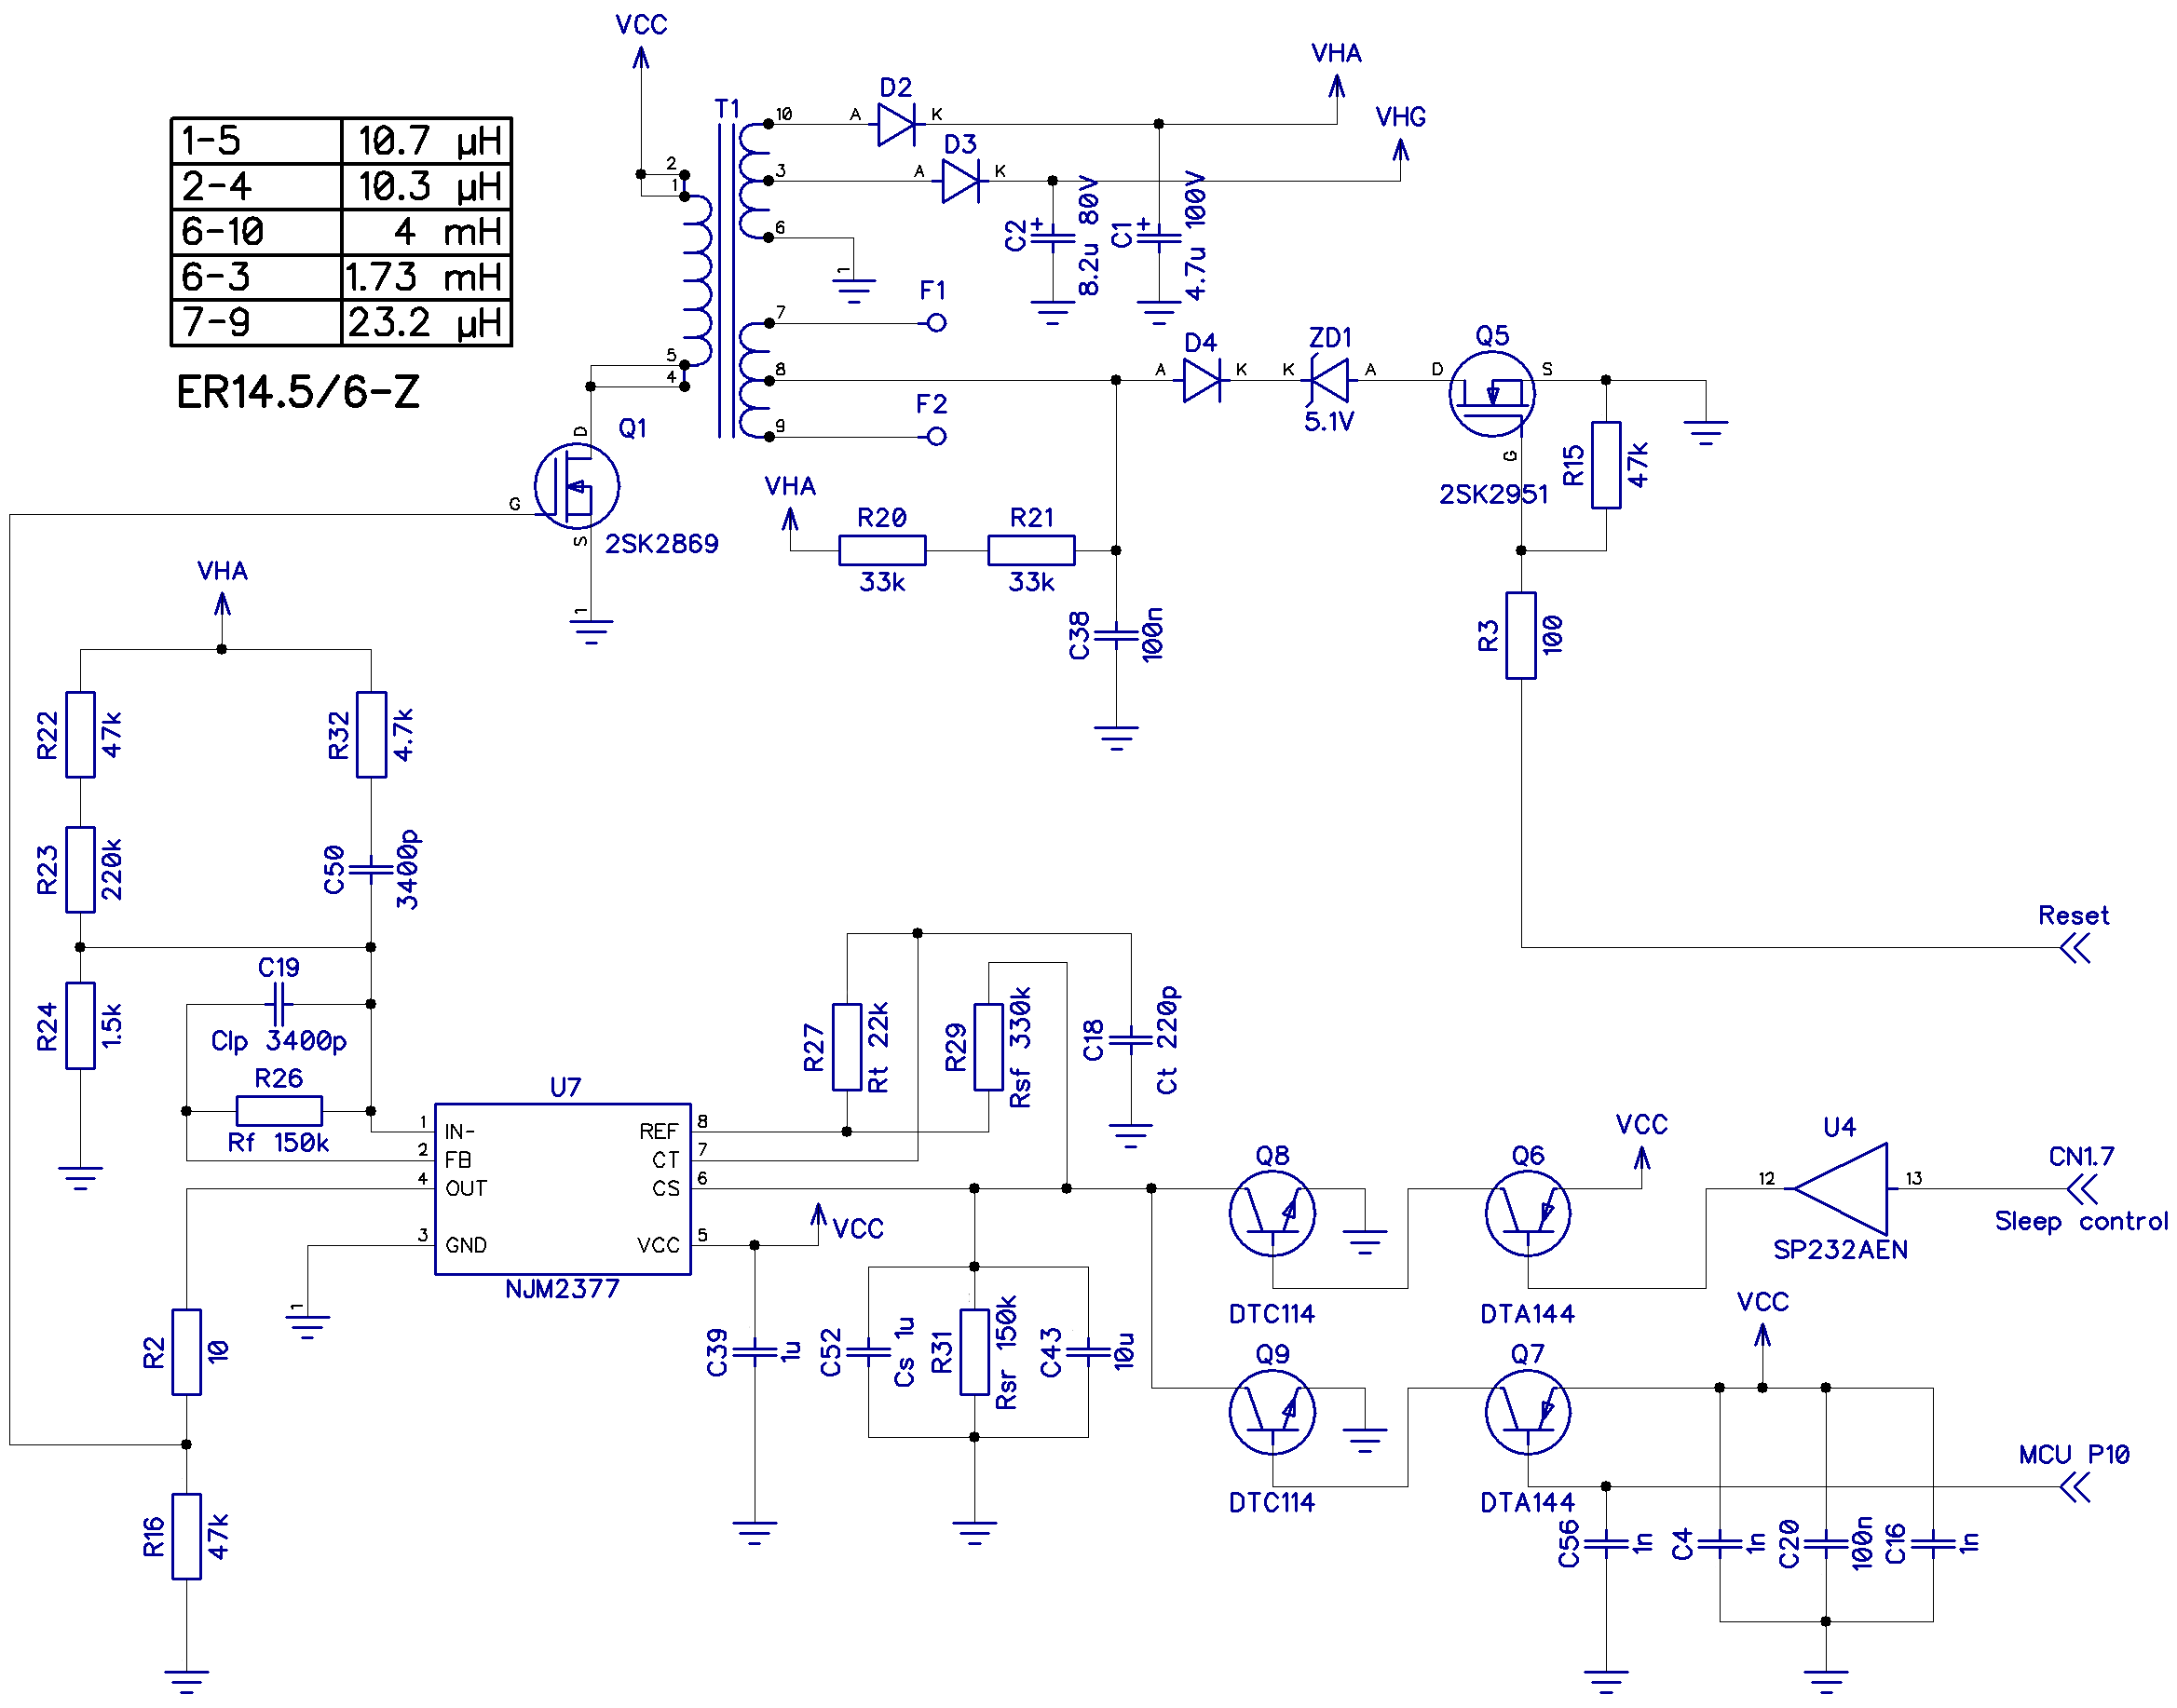 VCC
VHA
VHG
1-5 10.7 µH
2-4 10.3 µH
6-10 4 mH
6-3 1.73 mH
7-9 23.2 µH
ER14.5/6-Z
T1
2
1
5
4
10
3
6
7
8
9
D2
A
K
D3
A
K
1
C2
+
8.2u 80V
C1
+
4.7u 100V
F1
F2
D4
A
K
ZD1
K
A
5.1V
Q5
D
S
G
2SK2951
R15
47k
R3
100
Reset
Q1
D
G
S
2SK2869
1
VHA
R20
33k
R21
33k
C38
100n
VHA
R22
47k
R32
4.7k
R23
220k
C50
3400p
R24
1.5k
C19
Clp 3400p
R26
Rf 150k
U7
1 IN-
2 FB
4 OUT
3 GND
REF 8
CT 7
CS 6
VCC 5
NJM2377
1
R2
10
R16
47k
R27
Rt 22k
R29
Rsf 330k
C18
Ct 220p
VCC
C39
1u
C52
Cs 1u
R31
Rsr 150k
C43
10u
Q8
DTC114
Q6
DTA144
VCC
U4
12
13
SP232AEN
CN1.7
Sleep control
Q9
DTC114
Q7
DTA144
VCC
MCU P10
C56
1n
C4
1n
C20
100n
C16
1n